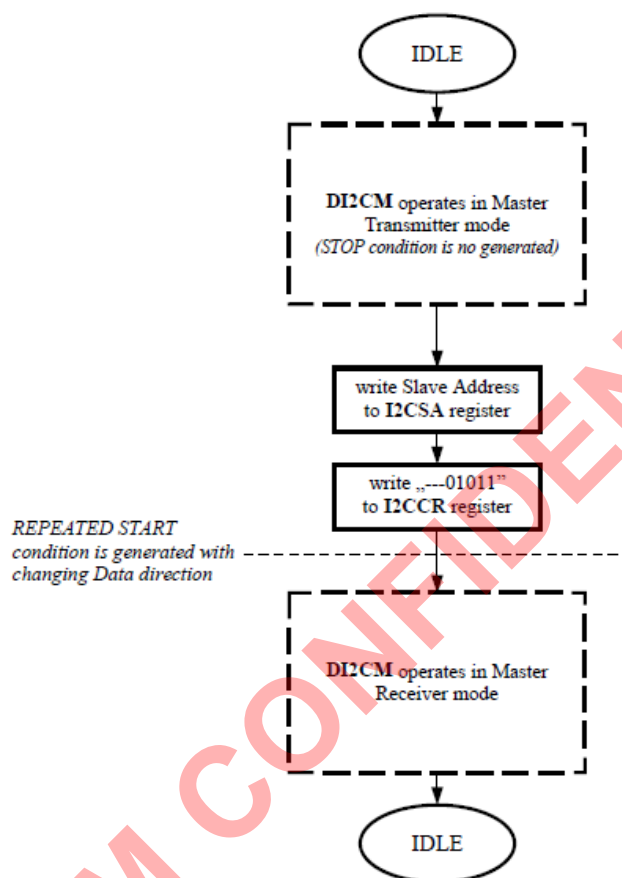 IDLE
DI2CM operates in Master
Transmitter mode
(STOP condition is no generated)
write Slave Address
to I2CSA register
write „---01011”
to I2CCR register
REPEATED START
condition is generated with
changing Data direction
DI2CM operates in Master
Receiver mode
IDLE